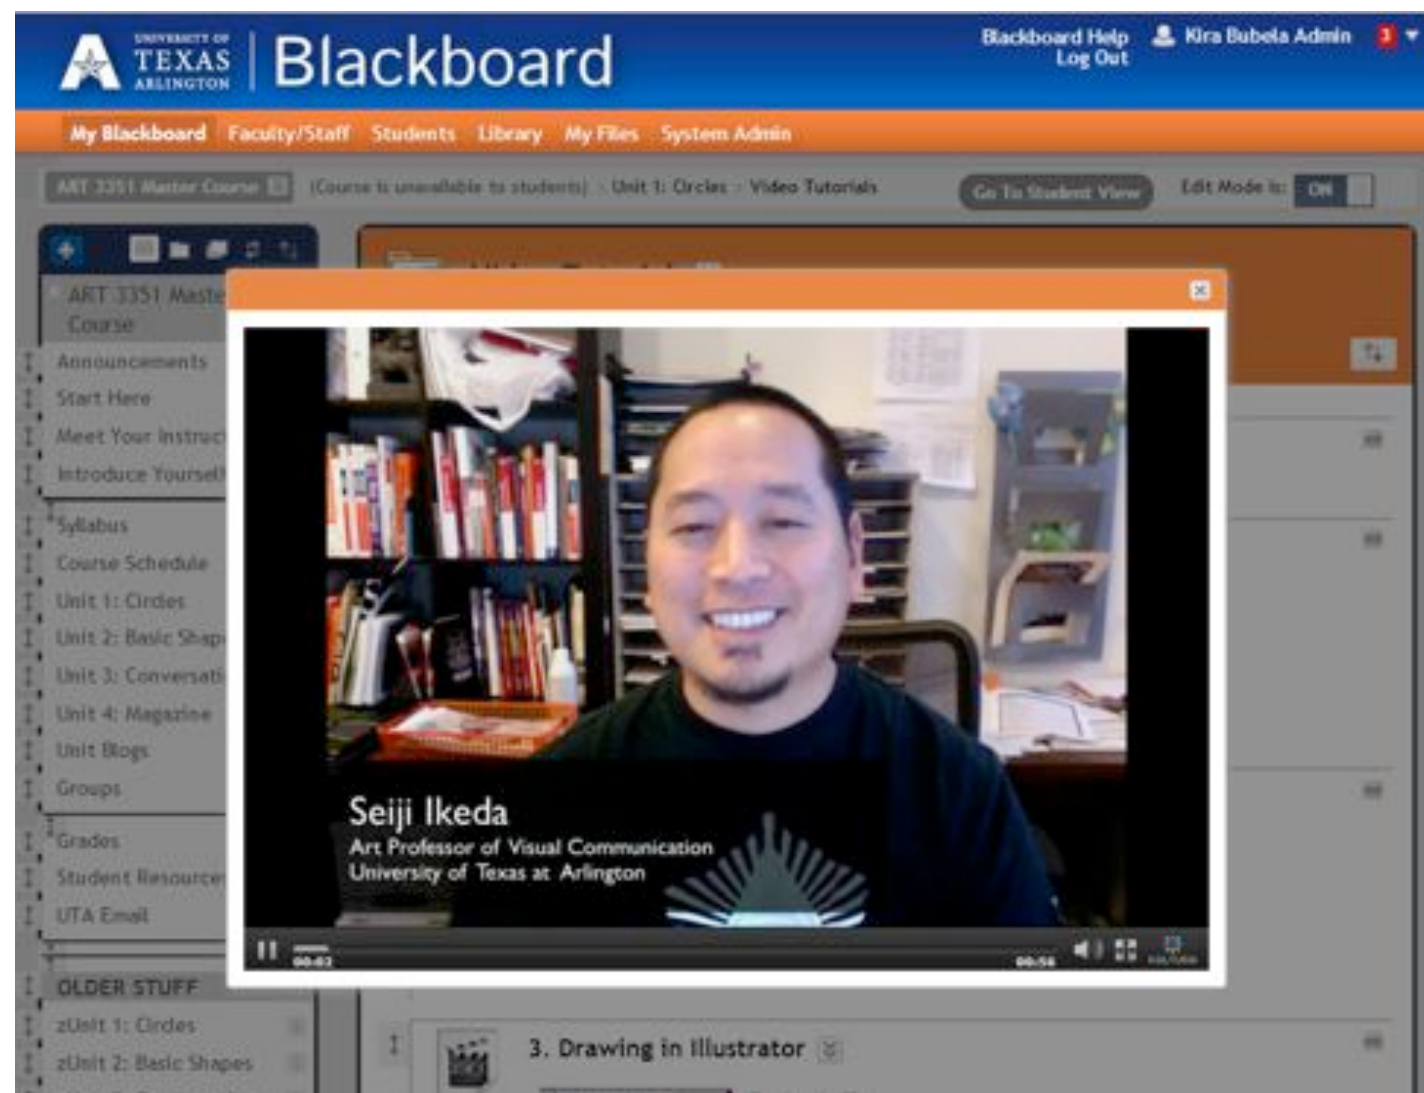 UNIVERSITY OF
TEXAS
ARLINGTON
Blackboard
Blackboard Help
Log Out
Kira Bubela Admin
3
My Blackboard Faculty/Staff Students Library My Files System Admin
ART 3351 Master Course (Course is unavailable to students) Unit 1: Circles Video Tutorials
Go To Student View
Edit Mode is: ON
ART 3351 Maste
Course
Announcements
Start Here
Meet Your Instruc
Introduce Yourself
Syllabus
Course Schedule
Unit 1: Circles
Unit 2: Basic Shap
Unit 3: Conversati
Unit 4: Magazine
Unit Blogs
Groups
Grades
Student Resources
UTA Email
OLDER STUFF
zUnit 1: Circles
zUnit 2: Basic Shapes
Seiji Ikeda
Art Professor of Visual Communication
University of Texas at Arlington
00:02
00:56
3. Drawing in Illustrator